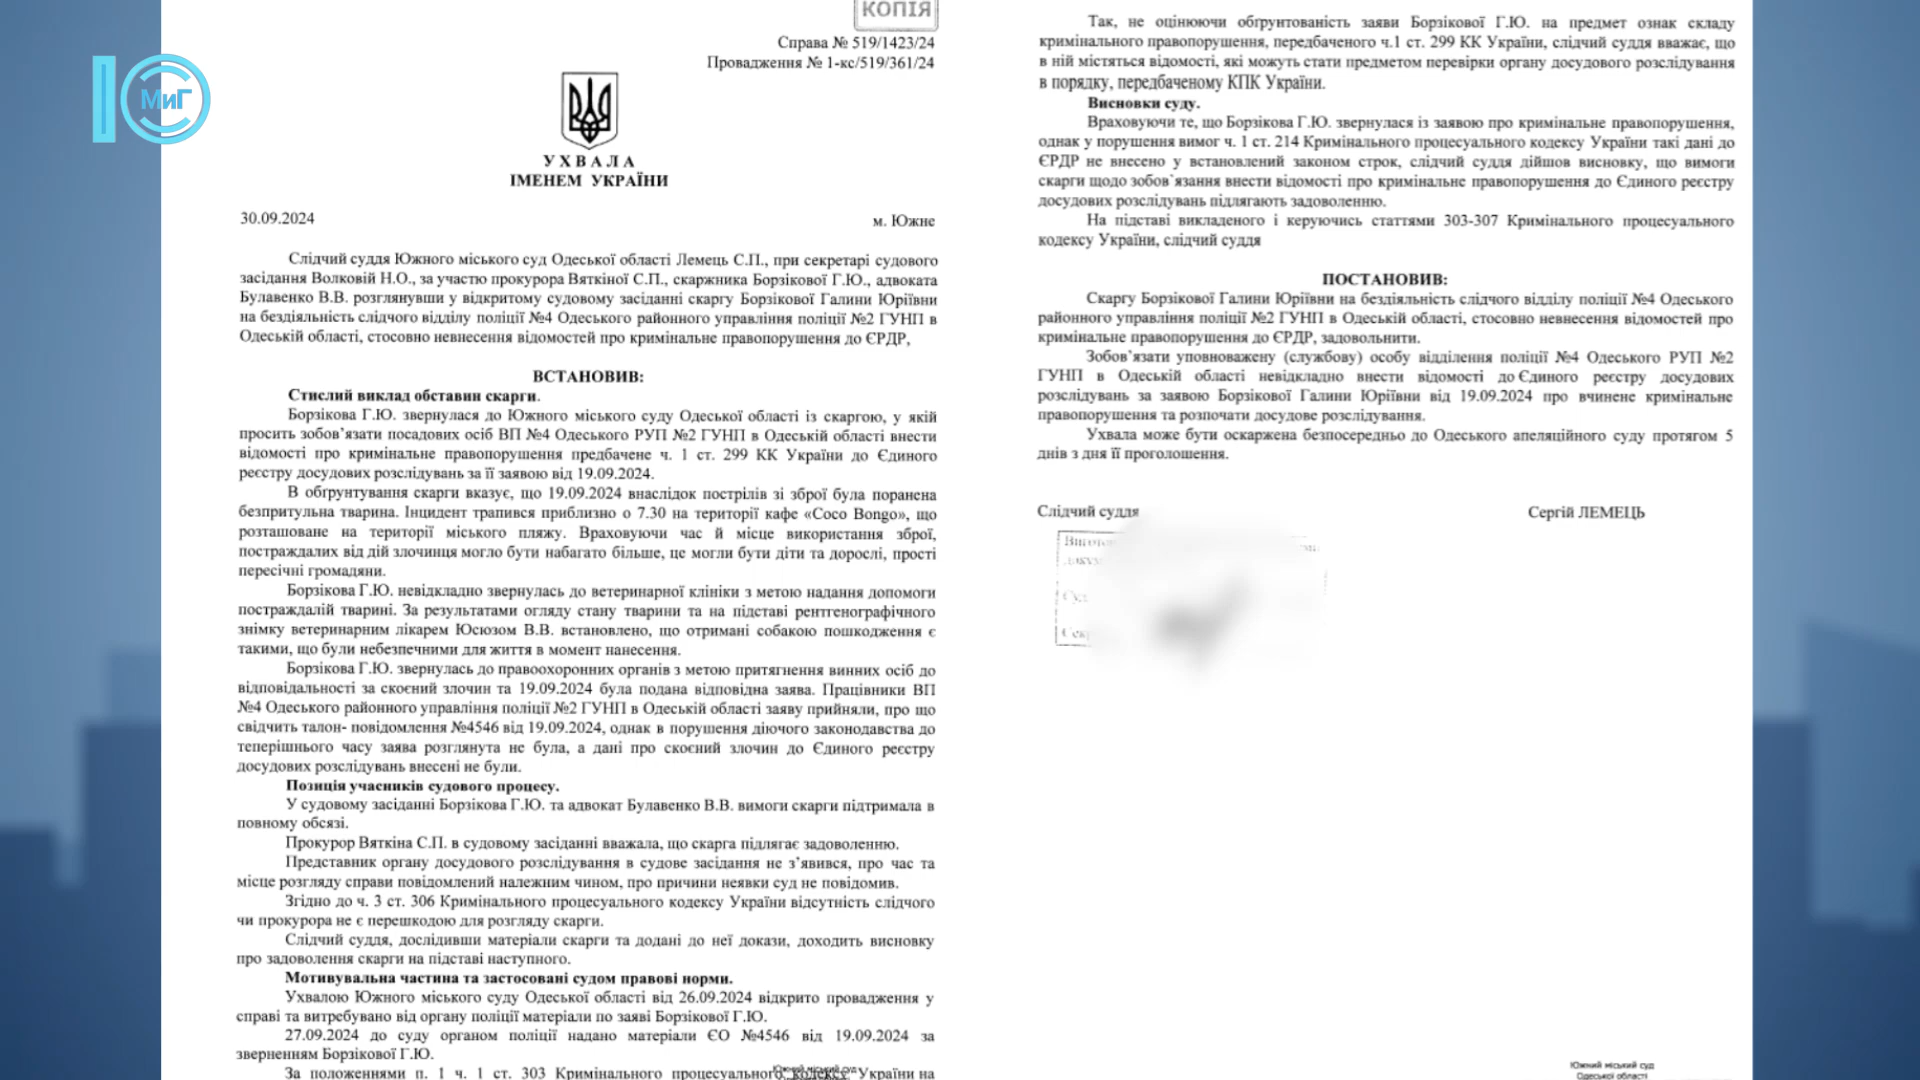 МиГ
КОПІЯ
Справа № 519/1423/24
Провадження № 1-кс/519/361/24
УХВАЛА
ІМЕНЕМ УКРАЇНИ
30.09.2024
м. Южне
Слідчий суддя Южного міського суд Одеської області Лемець С.П., при секретарі судового
засідання Волковій Н.О., за участю прокурора Вяткіної С.П., скаржника Борзікової Г.Ю., адвоката
Булавенко В.В. розглянувши у відкритому судовому засіданні скаргу Борзікової Галини Юріївни
на бездіяльність слідчого відділу поліції №4 Одеського районного управління поліції №2 ГУНП в
Одеській області, стосовно невнесення відомостей про кримінальне правопорушення до ЄРДР,
ВСТАНОВИВ:
Стислий виклад обставин скарги.
Борзікова Г.Ю. звернулася до Южного міського суду Одеської області із скаргою, у якій
просить зобов’язати посадових осіб ВП №4 Одеського РУП №2 ГУНП в Одеській області внести
відомості про кримінальне правопорушення предбачене ч. 1 ст. 299 КК України до Єдиного
реєстру досудових розслідувань за її заявою від 19.09.2024.
В обґрунтування скарги вказує, що 19.09.2024 внаслідок пострілів зі зброї була поранена
безпритульна тварина. Інцидент трапився приблизно о 7.30 на території кафе «Coco Bongo», що
розташоване на території міського пляжу. Враховуючи час й місце використання зброї,
постраждалих від дій злочинця могло бути набагато більше, це могли бути діти та дорослі, прості
пересічні громадяни.
Борзікова Г.Ю. невідкладно звернулась до ветеринарної клініки з метою надання допомоги
постраждалій тварині. За результатами огляду стану тварини та на підставі рентгенографічного
знімку ветеринарним лікарем Юсюзом В.В. встановлено, що отримані собакою пошкодження є
такими, що були небезпечними для життя в момент нанесення.
Борзікова Г.Ю. звернулась до правоохоронних органів з метою притягнення винних осіб до
відповідальності за скоєний злочин та 19.09.2024 була подана відповідна заява. Працівники ВП
№4 Одеського районного управління поліції №2 ГУНП в Одеській області заяву прийняли, про що
свідчить талон- повідомлення №4546 від 19.09.2024, однак в порушення діючого законодавства до
теперішнього часу заява розглянута не була, а дані про скоєний злочин до Єдиного реєстру
досудових розслідувань внесені не були.
Позиція учасників судового процесу.
У судовому засіданні Борзікова Г.Ю. та адвокат Булавенко В.В. вимоги скарги підтримала в
повному обсязі.
Прокурор Вяткіна С.П. в судовому засіданні вважала, що скарга підлягає задоволенню.
Представник органу досудового розслідування в судове засідання не з’явився, про час та
місце розгляду справи повідомлений належним чином, про причини неявки суд не повідомив.
Згідно до ч. 3 ст. 306 Кримінального процесуального кодексу України відсутність слідчого
чи прокурора не є перешкодою для розгляду скарги.
Слідчий суддя, дослідивши матеріали скарги та додані до неї докази, доходить висновку
про задоволення скарги на підставі наступного.
Мотивувальна частина та застосовані судом правові норми.
Ухвалою Южного міського суду Одеської області від 26.09.2024 відкрито провадження у
справі та витребувано від органу поліції матеріали по заяві Борзікової Г.Ю.
27.09.2024 до суду органом поліції надано матеріали ЄО №4546 від 19.09.2024 за
зверненням Борзікової Г.Ю.
За положеннями п. 1 ч. 1 ст. 303 Кримінального процесуального кодексу України на
Южний міський суд
Так, не оцінюючи обґрунтованість заяви Борзікової Г.Ю. на предмет ознак складу
кримінального правопорушення, передбаченого ч.1 ст. 299 КК України, слідчий суддя вважає, що
в ній містяться відомості, які можуть стати предметом перевірки органу досудового розслідування
в порядку, передбаченому КПК України.
Висновки суду.
Враховуючи те, що Борзікова Г.Ю. звернулася із заявою про кримінальне правопорушення,
однак у порушення вимог ч. 1 ст. 214 Кримінального процесуального кодексу України такі дані до
ЄРДР не внесено у встановлений законом строк, слідчий суддя дійшов висновку, що вимоги
скарги щодо зобов`язання внести відомості про кримінальне правопорушення до Єдиного реєстру
досудових розслідувань підлягають задоволенню.
На підставі викладеного і керуючись статтями 303-307 Кримінального процесуального
кодексу України, слідчий суддя
ПОСТАНОВИВ:
Скаргу Борзікової Галини Юріївни на бездіяльність слідчого відділу поліції №4 Одеського
районного управління поліції №2 ГУНП в Одеській області, стосовно невнесення відомостей про
кримінальне правопорушення до ЄРДР, задовольнити.
Зобов’язати уповноважену (службову) особу відділення поліції №4 Одеського РУП №2
ГУНП в Одеській області невідкладно внести відомості до Єдиного реєстру досудових
розслідувань за заявою Борзікової Галини Юріївни від 19.09.2024 про вчинене кримінальне
правопорушення та розпочати досудове розслідування.
Ухвала може бути оскаржена безпосередньо до Одеського апеляційного суду протягом 5
днів з дня її проголошення.
Слідчий суддя
Сергій ЛЕМЕЦЬ
Южний міський суд
Одеської області